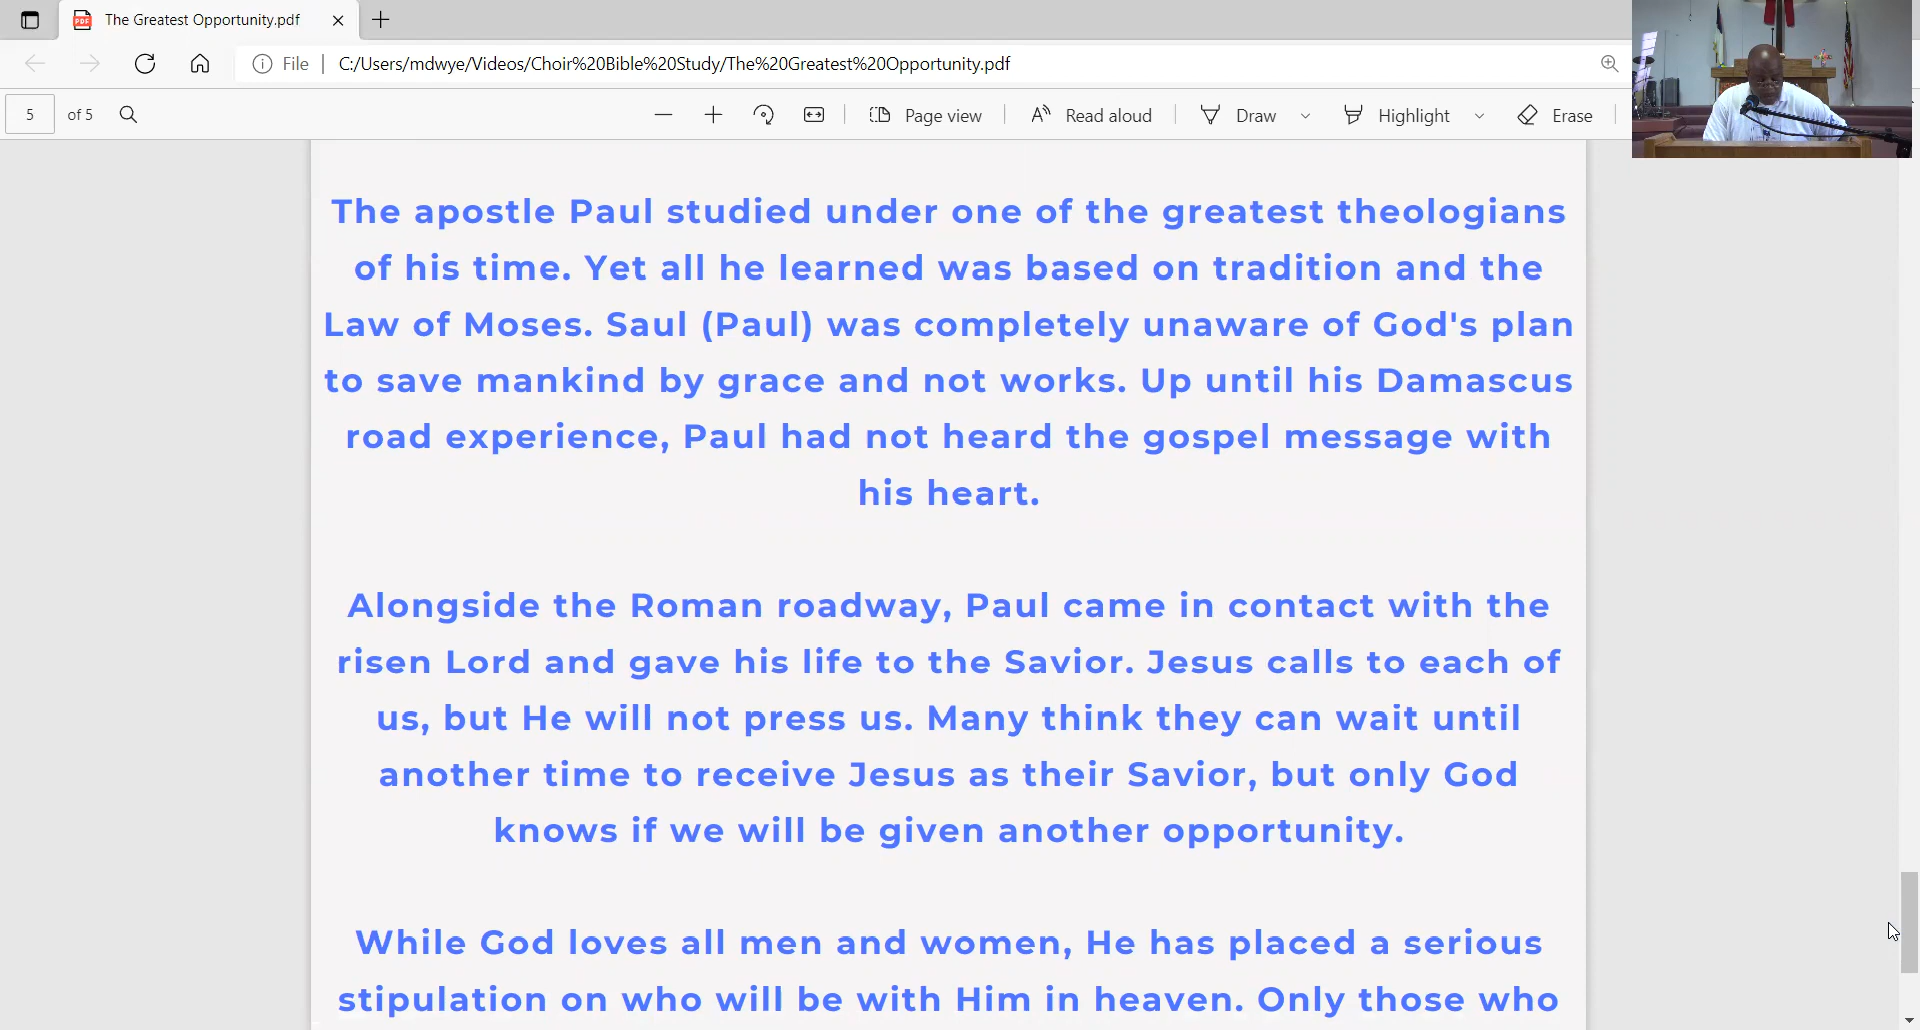 The Greatest Opportunity.pdf
File
C:/Users/mdwye/Videos/Choir%20Bible%20Study/The%20Greatest%20Opportunity.pdf
5 of 5
Page view
Read aloud
Draw
Highlight
Erase
The apostle Paul studied under one of the greatest theologians
of his time. Yet all he learned was based on tradition and the
Law of Moses. Saul (Paul) was completely unaware of God's plan
to save mankind by grace and not works. Up until his Damascus
road experience, Paul had not heard the gospel message with
his heart.
Alongside the Roman roadway, Paul came in contact with the
risen Lord and gave his life to the Savior. Jesus calls to each of
us, but He will not press us. Many think they can wait until
another time to receive Jesus as their Savior, but only God
knows if we will be given another opportunity.
While God loves all men and women, He has placed a serious
stipulation on who will be with Him in heaven. Only those who